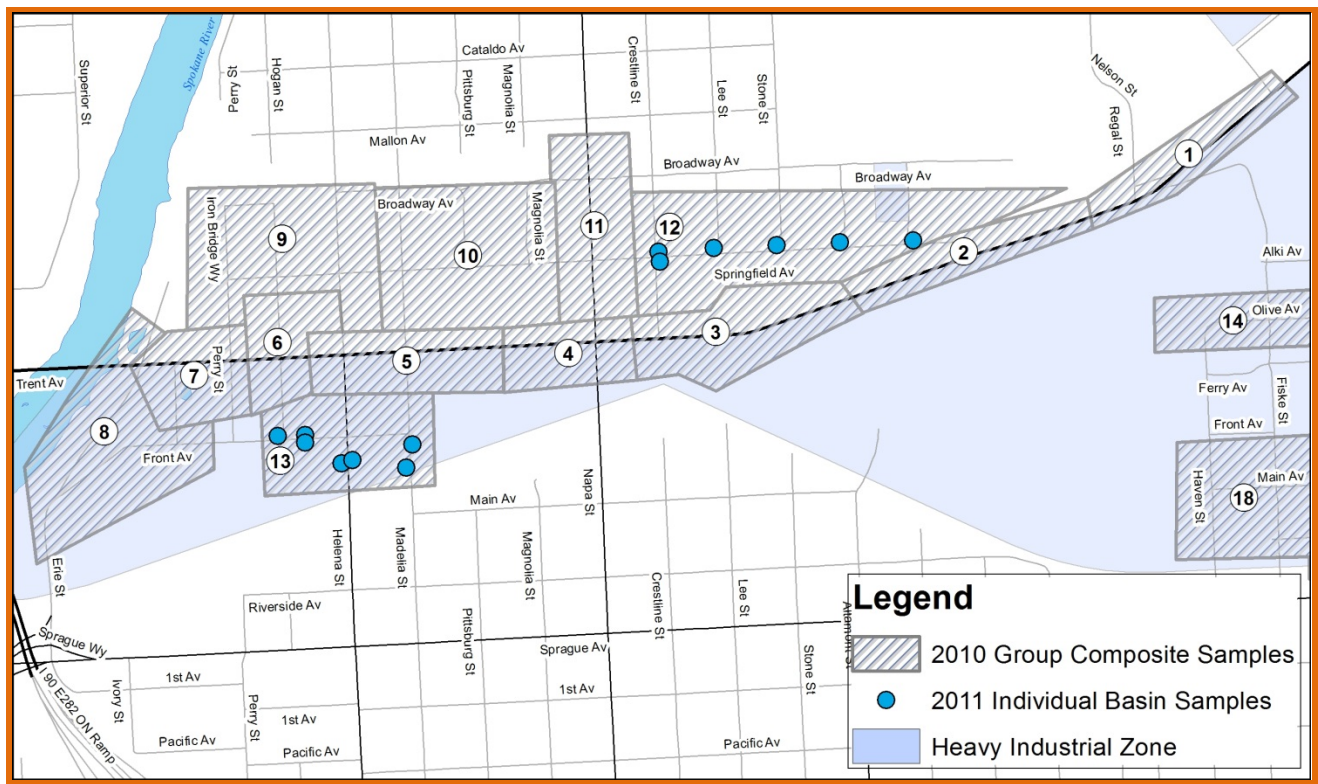 Superior St
Spokane River
Perry St
Hogan St
Cataldo Av
Pittsburg St
Magnolia St
Crestline St
Lee St
Stone St
Nelson St
Regal St
Mallon Av
Broadway Av
Broadway Av
1
Iron Bridge Wy
9
Broadway Av
10
Magnolia St
11
12
Springfield Av
2
Alki Av
14
Olive Av
Trent Av
7
Perry St
6
5
4
3
Ferry Av
Fiske St
8
Front Av
13
Front Av
Main Av
Napa St
Haven St
18
Main Av
Erie St
Helena St
Madelia St
Magnolia St
Riverside Av
Pittsburg St
Crestline St
Lee St
Altamont St
Sprague Wy
Sprague Av
I 90 E282 ON Ramp
Ivory St
1st Av
Perry St
1st Av
1st Av
Stone St
Pacific Av
Pacific Av
Pacific Av
Legend
2010 Group Composite Samples
2011 Individual Basin Samples
Heavy Industrial Zone